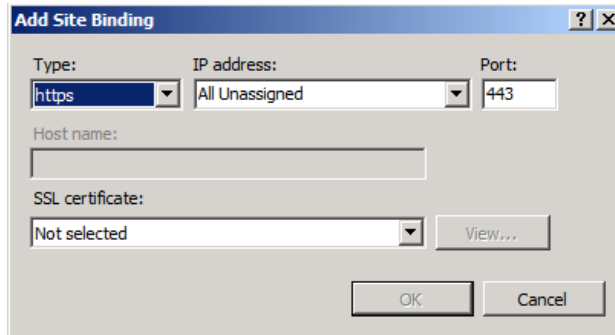 Add Site Binding
Type: IP address: Port:
https All Unassigned 443
Host name:
SSL certificate:
Not selected View...
OK Cancel